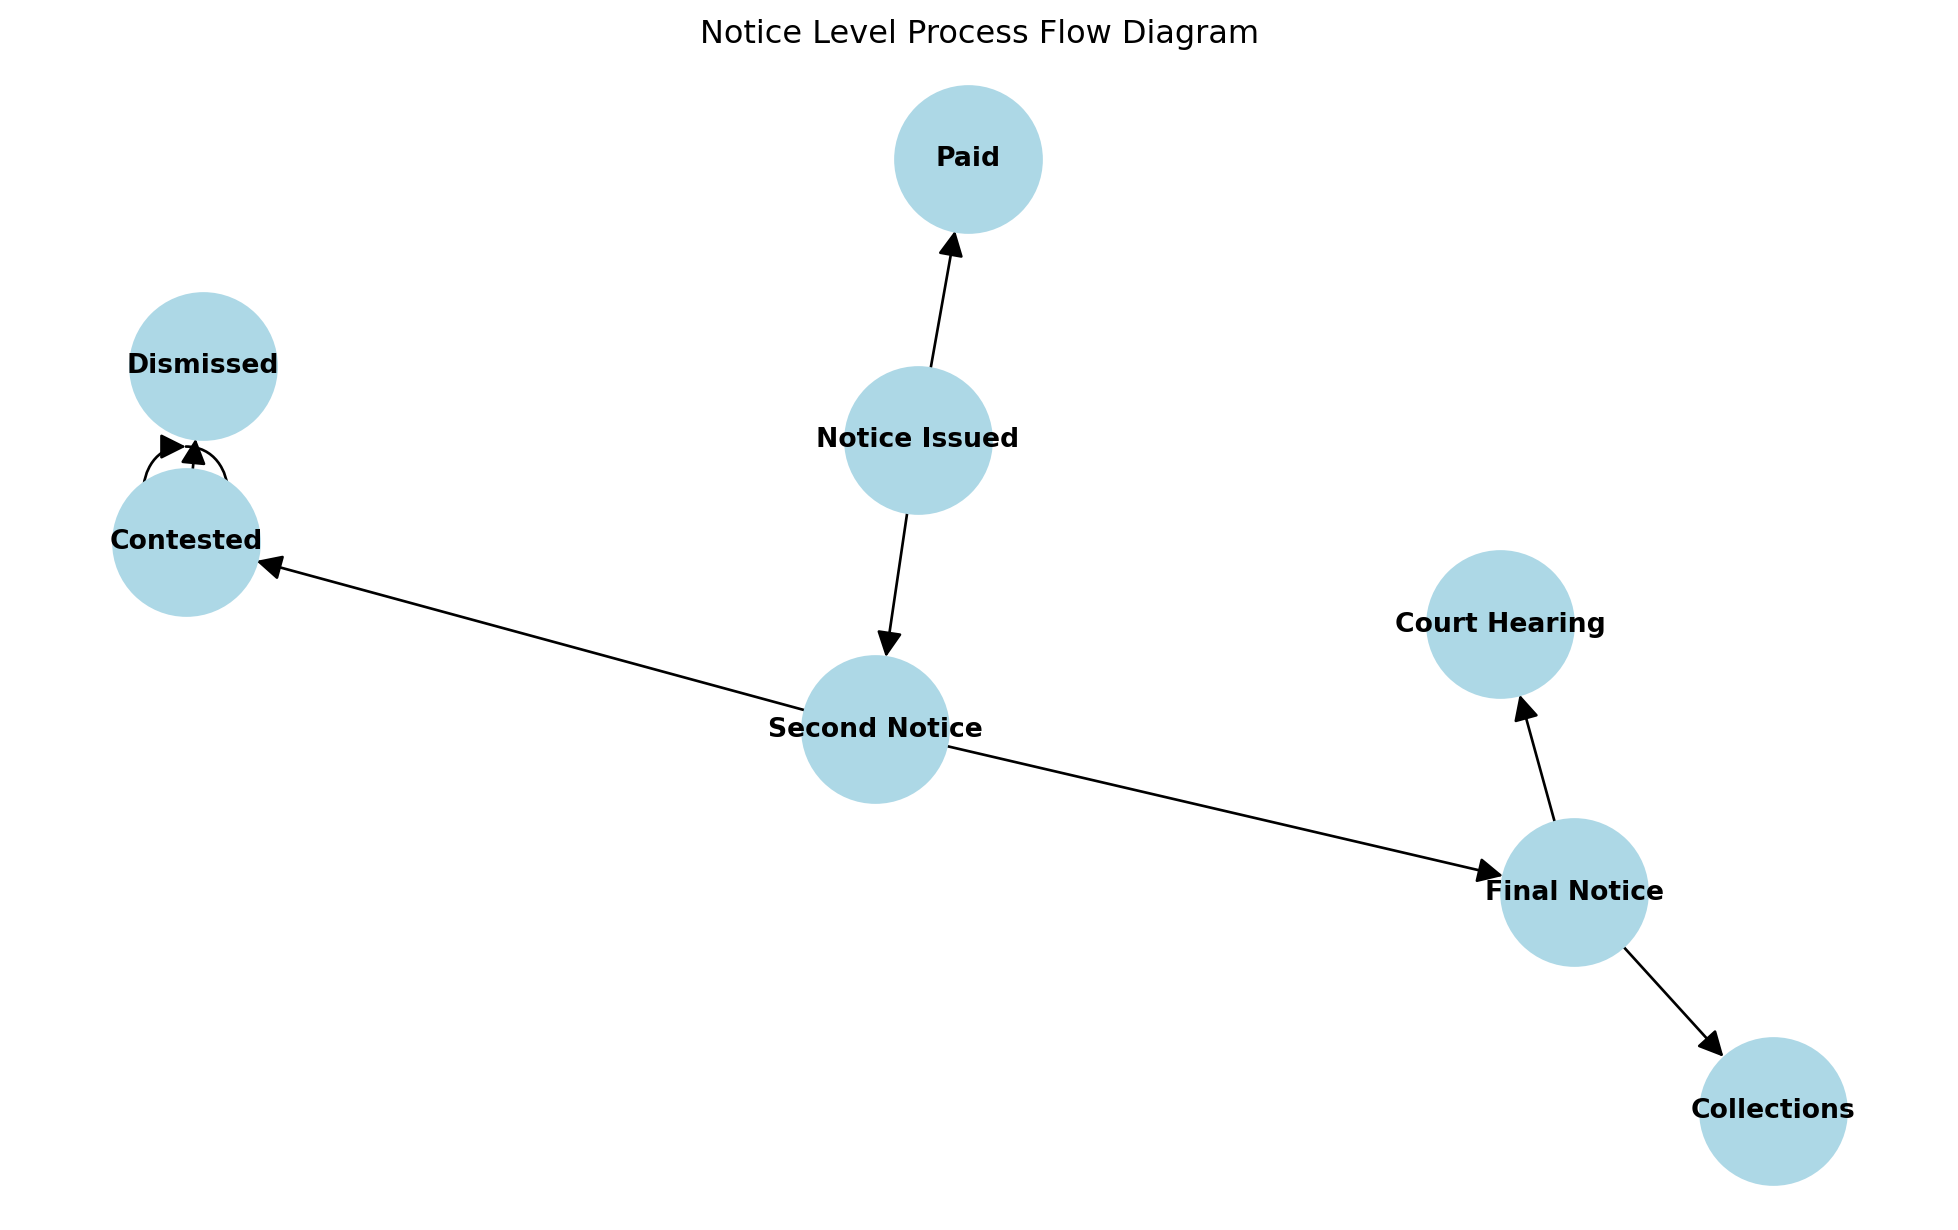 Notice Level Process Flow Diagram
Paid
Dismissed
Notice Issued
Contested
Court Hearing
Second Notice
Final Notice
Collections